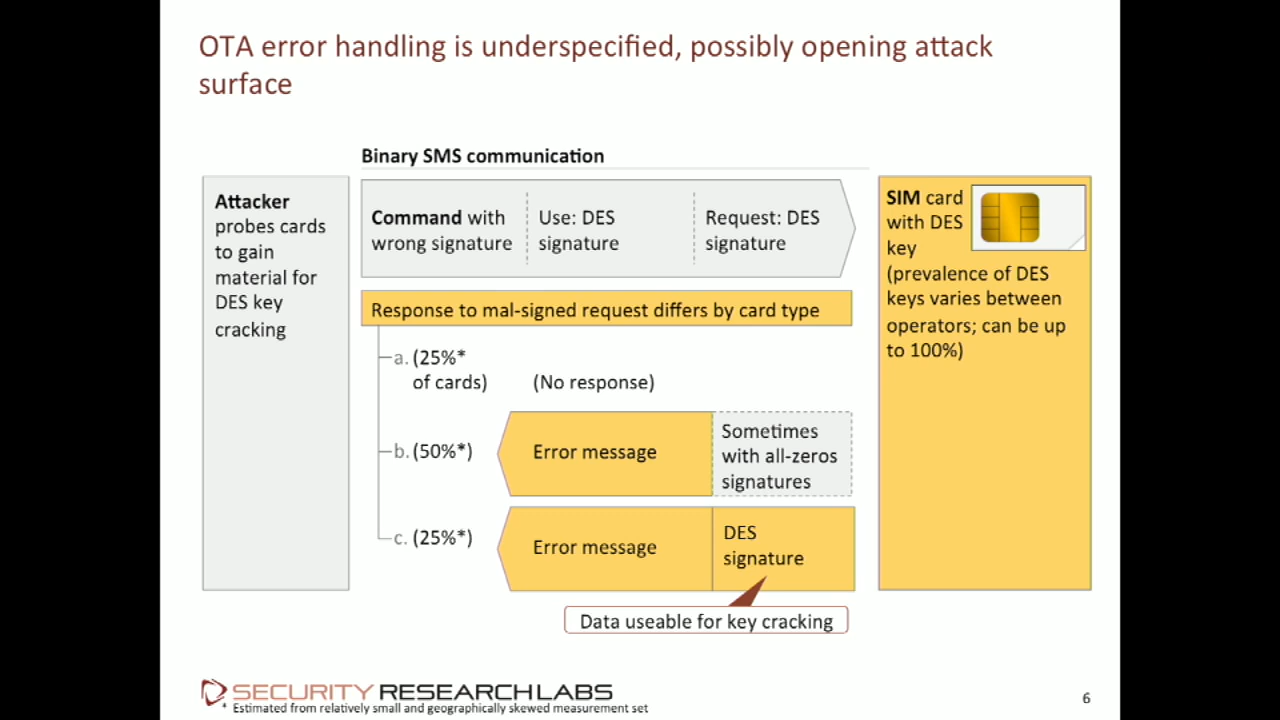 OTA error handling is underspecified, possibly opening attack
surface
Binary SMS communication
Attacker
probes cards
to gain
material for
DES key
cracking
Command with
wrong signature
Use: DES
signature
Request: DES
signature
SIM card
with DES
key
(prevalence of DES
keys varies between
operators; can be up
to 100%)
Response to mal-signed request differs by card type
a. (25%*
of cards)
(No response)
b. (50%*)
Error message
Sometimes
with all-zeros
signatures
c. (25%*)
Error message
DES
signature
Data useable for key cracking
SECURITY RESEARCH LABS
* Estimated from relatively small and geographically skewed measurement set
6